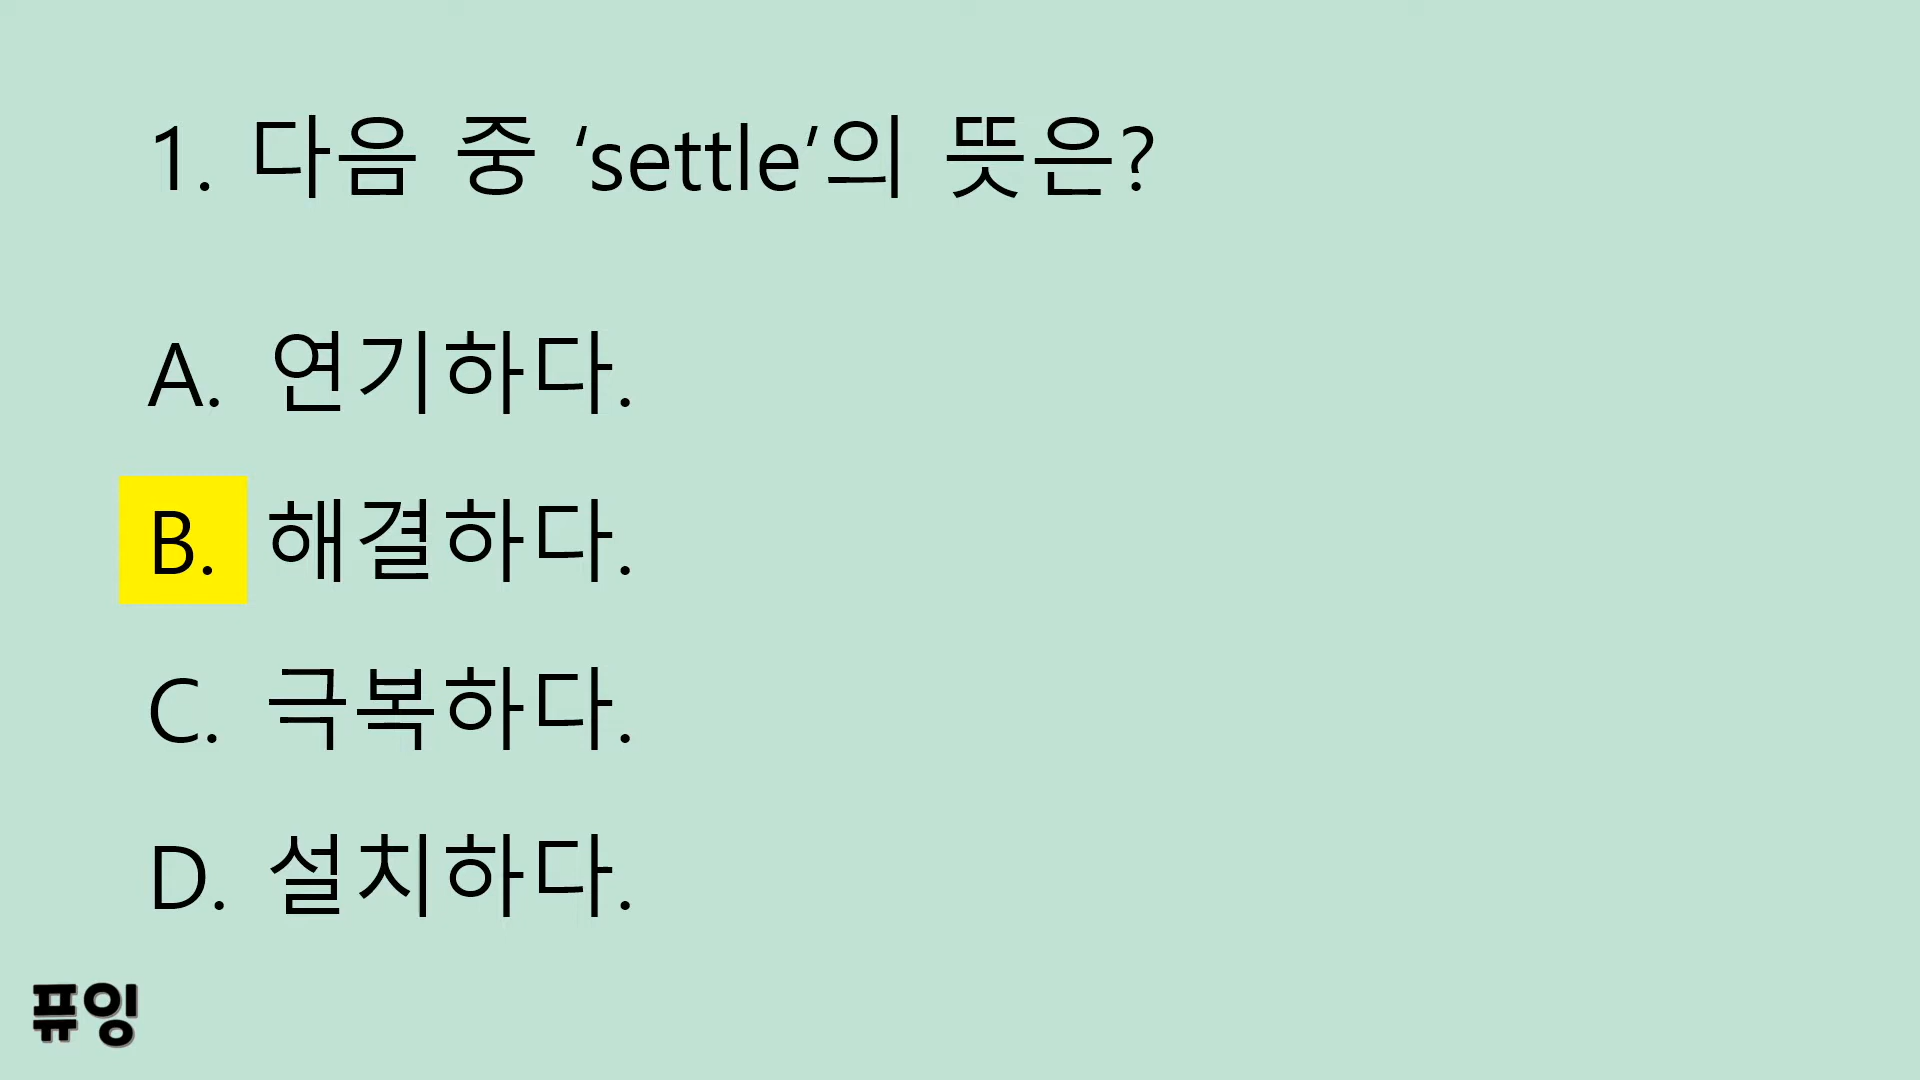 1. 다음 중 ‘settle’의 뜻은?
A. 연기하다.
B. 해결하다.
C. 극복하다.
D. 설치하다.
퓨잉